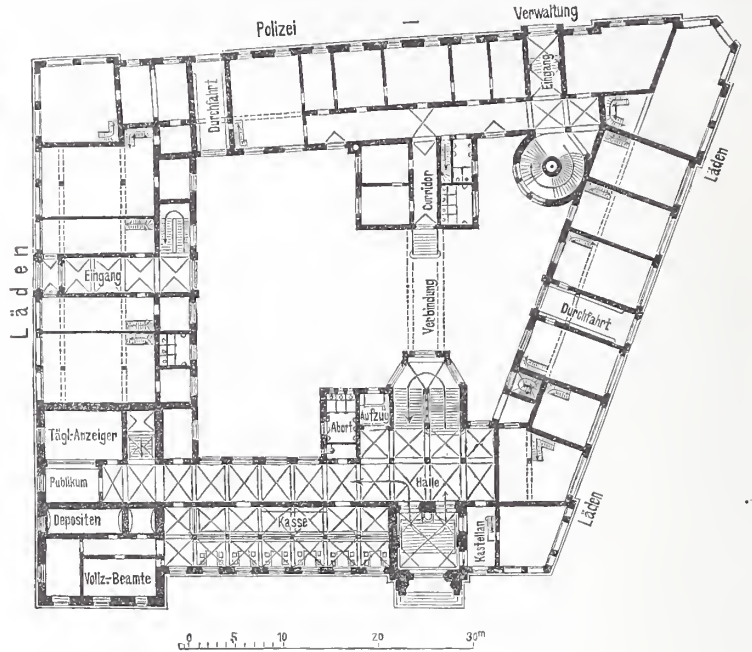 Polizei — Verwaltung
Durchfahrt
Eingang
Läden
Corridor
Läden
Eingang
Verbindung
Durchfahrt
Tägl.-Anzeiger
Abort
Aufzug
Publikum
Halle
Läden
Depositen
Kasse
Kastellan
Vollz.-Beamte
0 5 10 20 30m